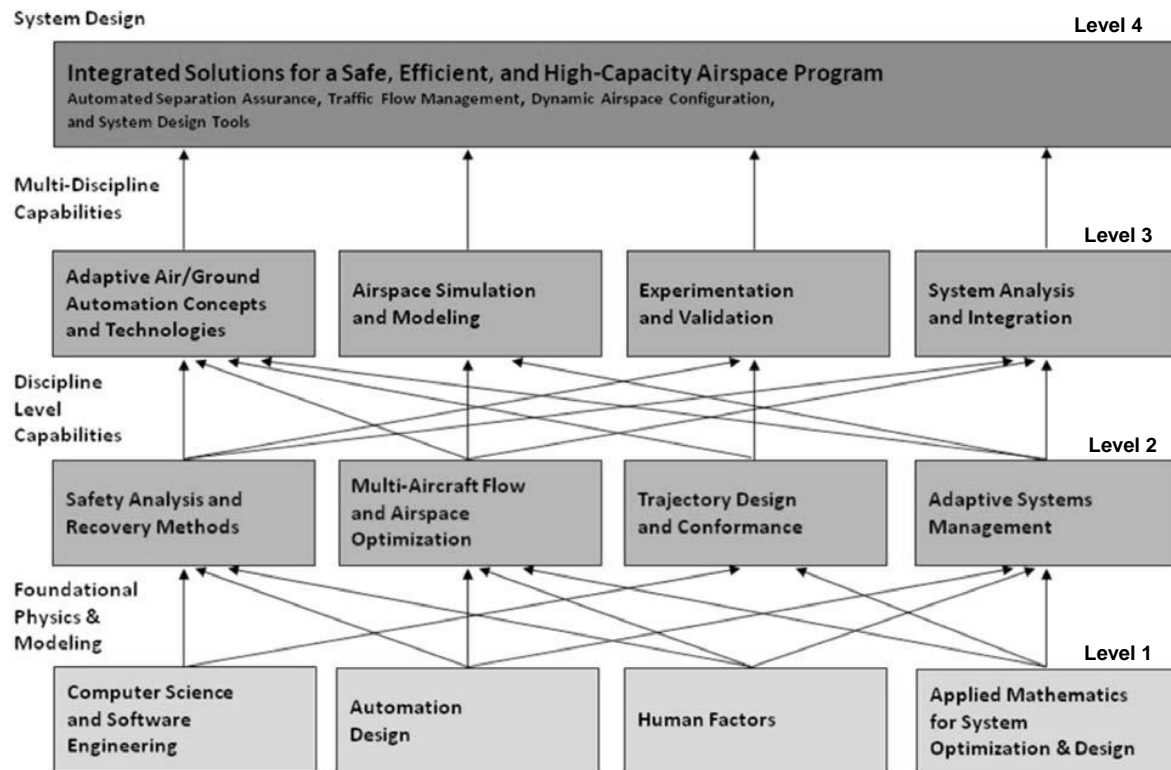 System Design
Level 4
Integrated Solutions for a Safe, Efficient, and High-Capacity Airspace Program
Automated Separation Assurance, Traffic Flow Management, Dynamic Airspace Configuration,
and System Design Tools
Multi-Discipline
Capabilities
Level 3
Adaptive Air/Ground
Automation Concepts
and Technologies
Airspace Simulation
and Modeling
Experimentation
and Validation
System Analysis
and Integration
Discipline
Level
Capabilities
Level 2
Safety Analysis and
Recovery Methods
Multi-Aircraft Flow
and Airspace
Optimization
Trajectory Design
and Conformance
Adaptive Systems
Management
Foundational
Physics &
Modeling
Level 1
Computer Science
and Software
Engineering
Automation
Design
Human Factors
Applied Mathematics
for System
Optimization & Design